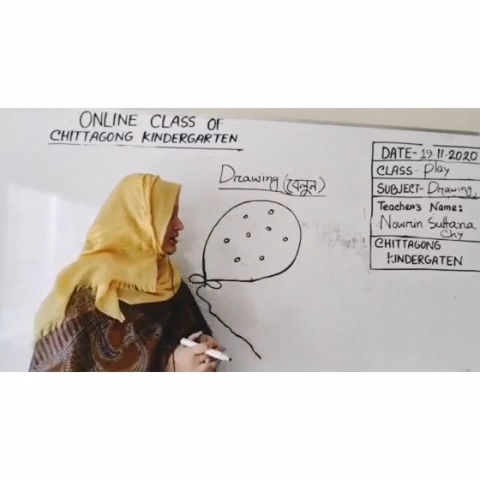 ONLINE CLASS OF
CHITTAGONG KINDERGARTEN
Drawing (বেলুন)
DATE- 19.11.2020
CLASS- Play
SUBJECT- Drawing
Teacher's Name:
Nowrin Sultana
Chy
CHITTAGONG
KINDERGATEN